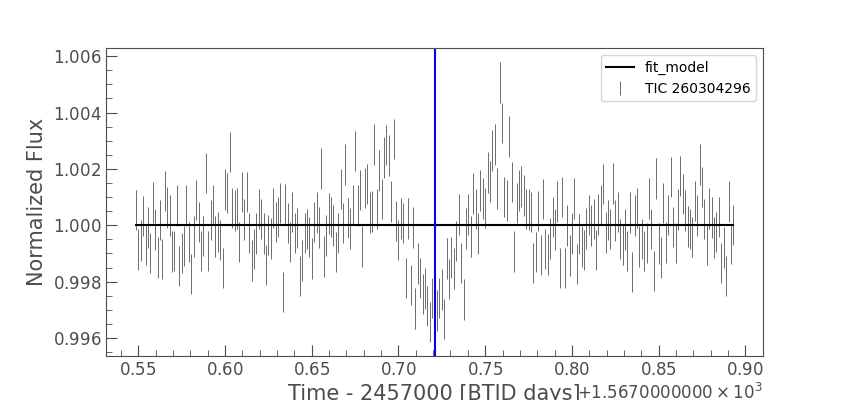 1.006
1.004
1.002
1.000
0.998
0.996
Normalized Flux
fit_model
TIC 260304296
0.55 0.60 0.65 0.70 0.75 0.80 0.85 0.90
Time - 2457000 [BTJD days]
+1.5670000000 × 10³